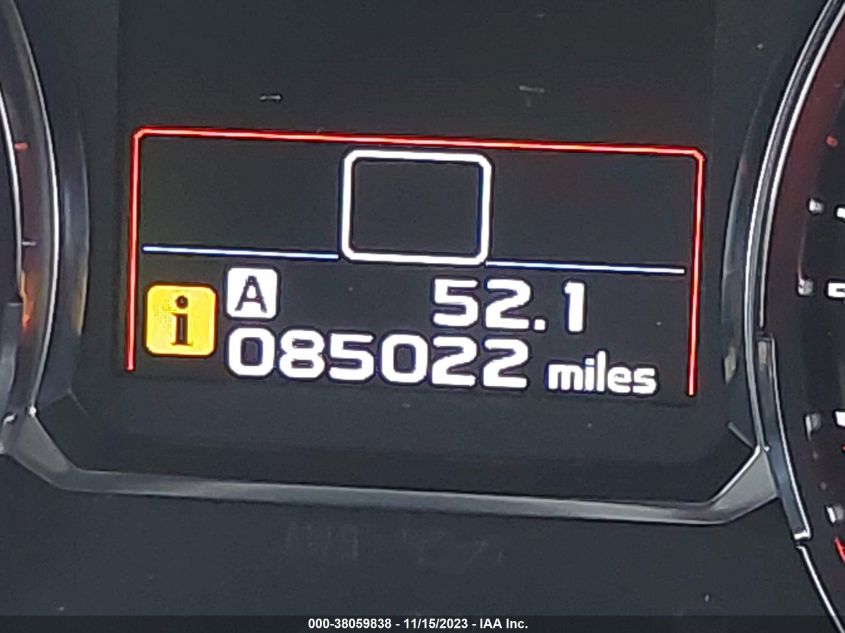 A 52.1
i 085022 miles
000-38059838 - 11/15/2023 - IAA Inc.